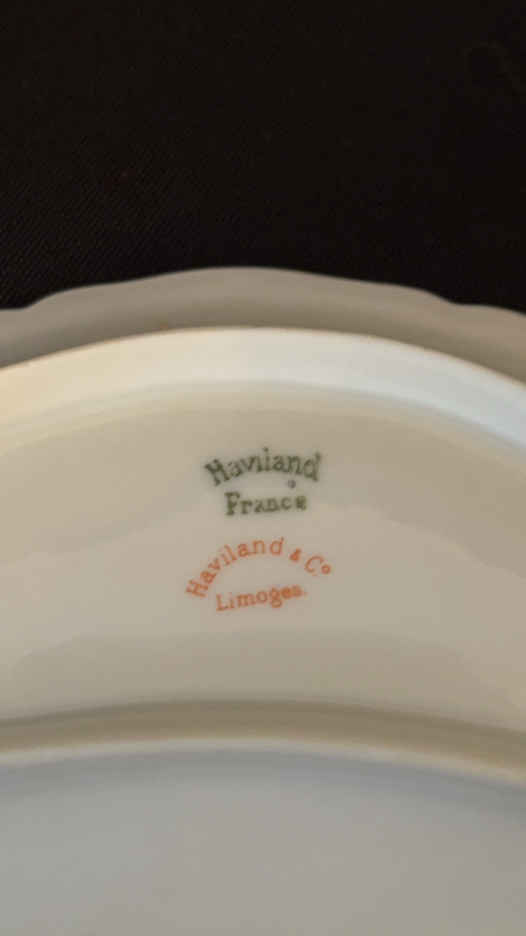 Haviland
France
Haviland & Co
Limoges.